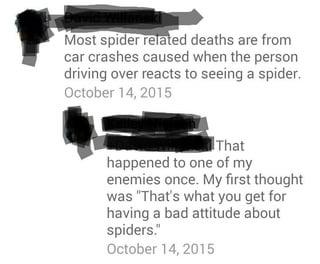 Most spider related deaths are from
car crashes caused when the person
driving over reacts to seeing a spider.
October 14, 2015
That
happened to one of my
enemies once. My first thought
was "That's what you get for
having a bad attitude about
spiders."
October 14, 2015